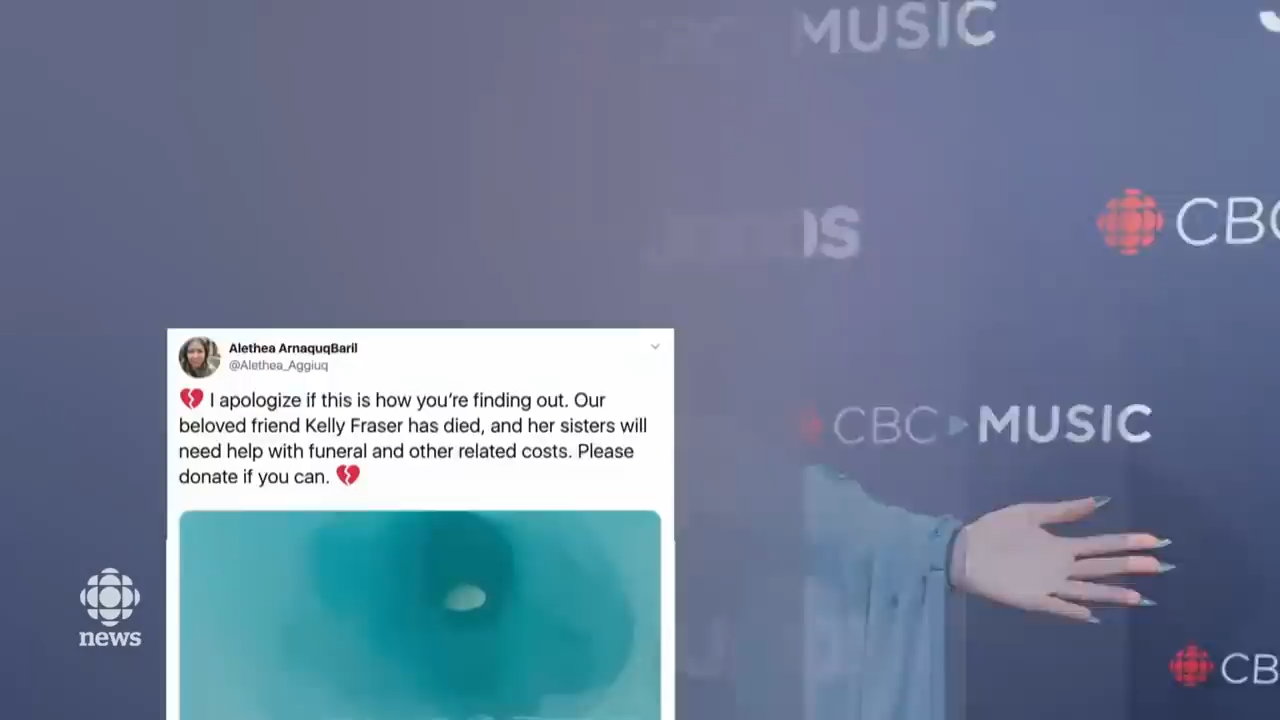 MUSIC
CBC
Alethea ArnaquqBaril
@Alethea_Aggiuq
💔 I apologize if this is how you're finding out. Our
beloved friend Kelly Fraser has died, and her sisters will
need help with funeral and other related costs. Please
donate if you can. 💔
CBC MUSIC
news
CB